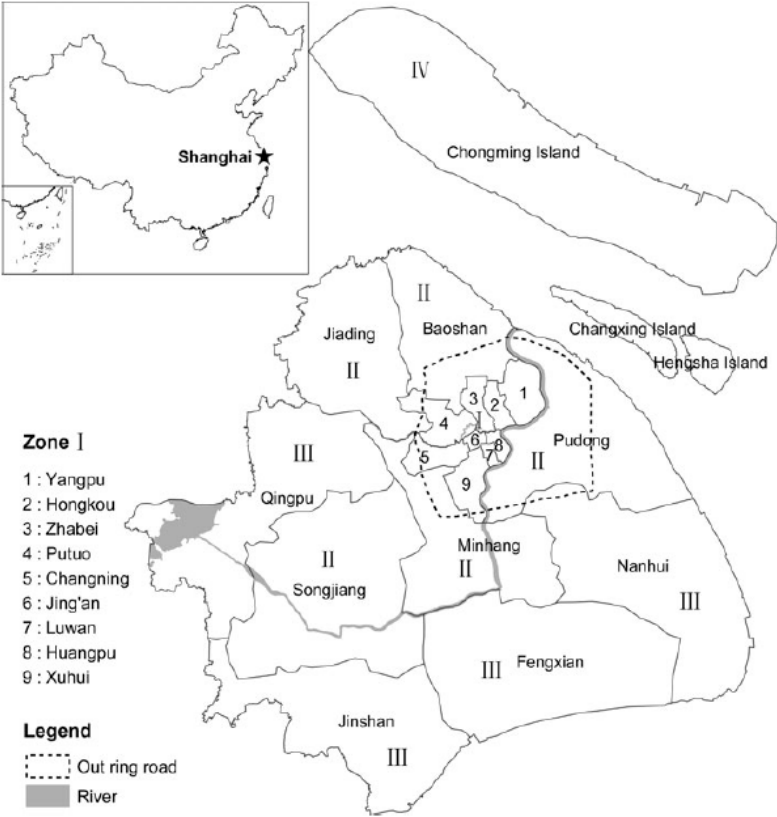 Shanghai
IV
Chongming Island
II
Baoshan
Jiading
II
Changxing Island
Hengsha Island
1
3
2
4
I
6
8
7
5
9
Pudong
II
III
Qingpu
II
Songjiang
Minhang
II
Nanhui
III
III
Fengxian
Jinshan
III
Zone I
1 : Yangpu
2 : Hongkou
3 : Zhabei
4 : Putuo
5 : Changning
6 : Jing'an
7 : Luwan
8 : Huangpu
9 : Xuhui
Legend
Out ring road
River